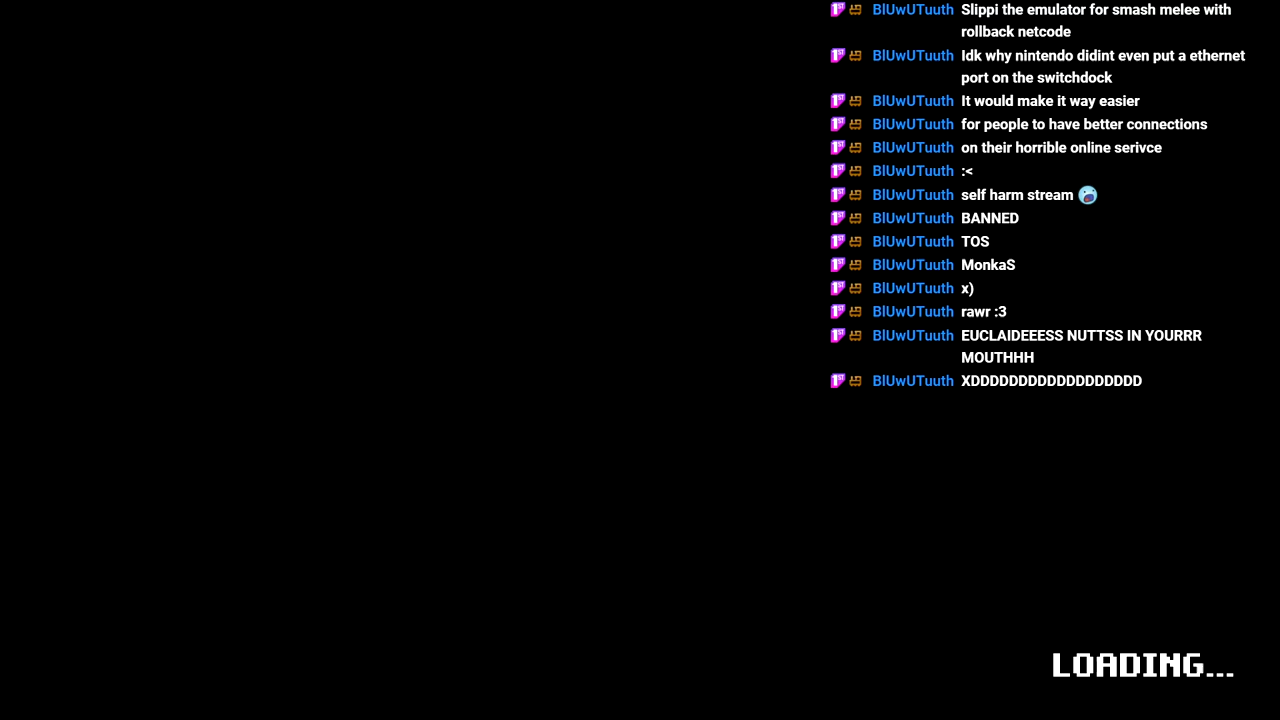 BlUwUTuuth Slippi the emulator for smash melee with
rollback netcode
BlUwUTuuth Idk why nintendo didint even put a ethernet
port on the switchdock
BlUwUTuuth It would make it way easier
BlUwUTuuth for people to have better connections
BlUwUTuuth on their horrible online serivce
BlUwUTuuth :<
BlUwUTuuth self harm stream
BlUwUTuuth BANNED
BlUwUTuuth TOS
BlUwUTuuth MonkaS
BlUwUTuuth x)
BlUwUTuuth rawr :3
BlUwUTuuth EUCLAIDEEESS NUTTSS IN YOURRR
MOUTHHH
BlUwUTuuth XDDDDDDDDDDDDDDDDDD
LOADING...